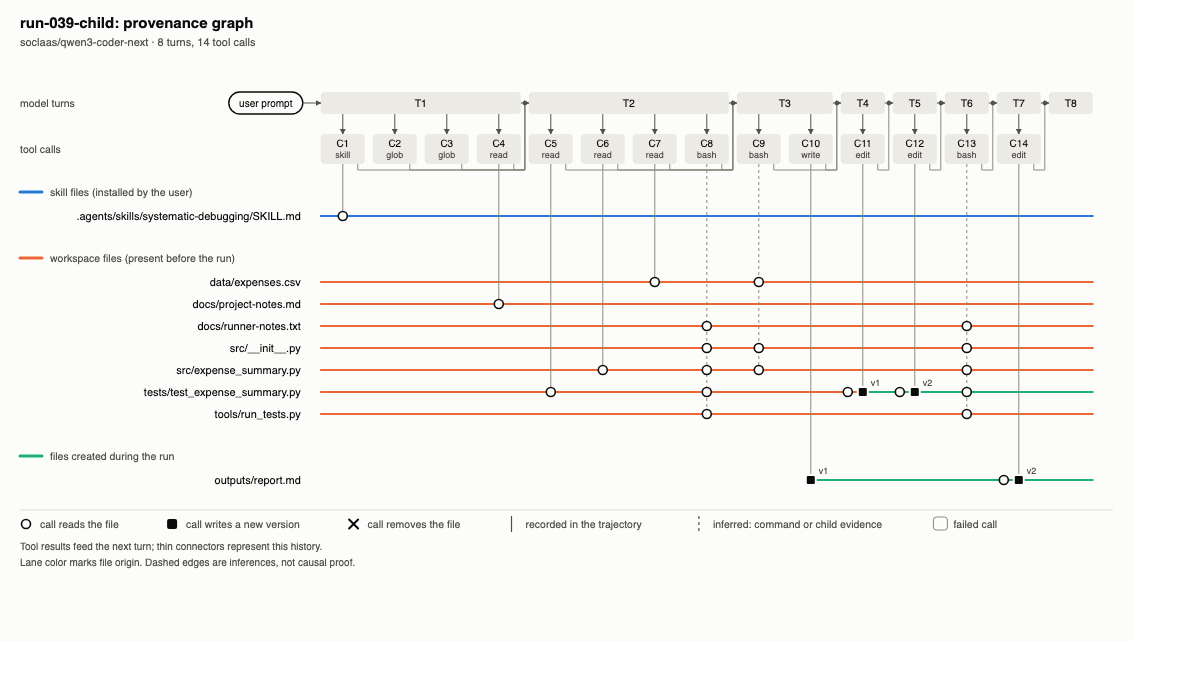 run-039-child: provenance graph
soclaas/qwen3-coder-next · 8 turns, 14 tool calls
model turns
user prompt
T1
T2
T3
T4
T5
T6
T7
T8
tool calls
C1
skill
C2
glob
C3
glob
C4
read
C5
read
C6
read
C7
read
C8
bash
C9
bash
C10
write
C11
edit
C12
edit
C13
bash
C14
edit
skill files (installed by the user)
.agents/skills/systematic-debugging/SKILL.md
workspace files (present before the run)
data/expenses.csv
docs/project-notes.md
docs/runner-notes.txt
src/__init__.py
src/expense_summary.py
tests/test_expense_summary.py
v1
v2
tools/run_tests.py
files created during the run
outputs/report.md
v1
v2
call reads the file
call writes a new version
call removes the file
recorded in the trajectory
inferred: command or child evidence
failed call
Tool results feed the next turn; thin connectors represent this history.
Lane color marks file origin. Dashed edges are inferences, not causal proof.